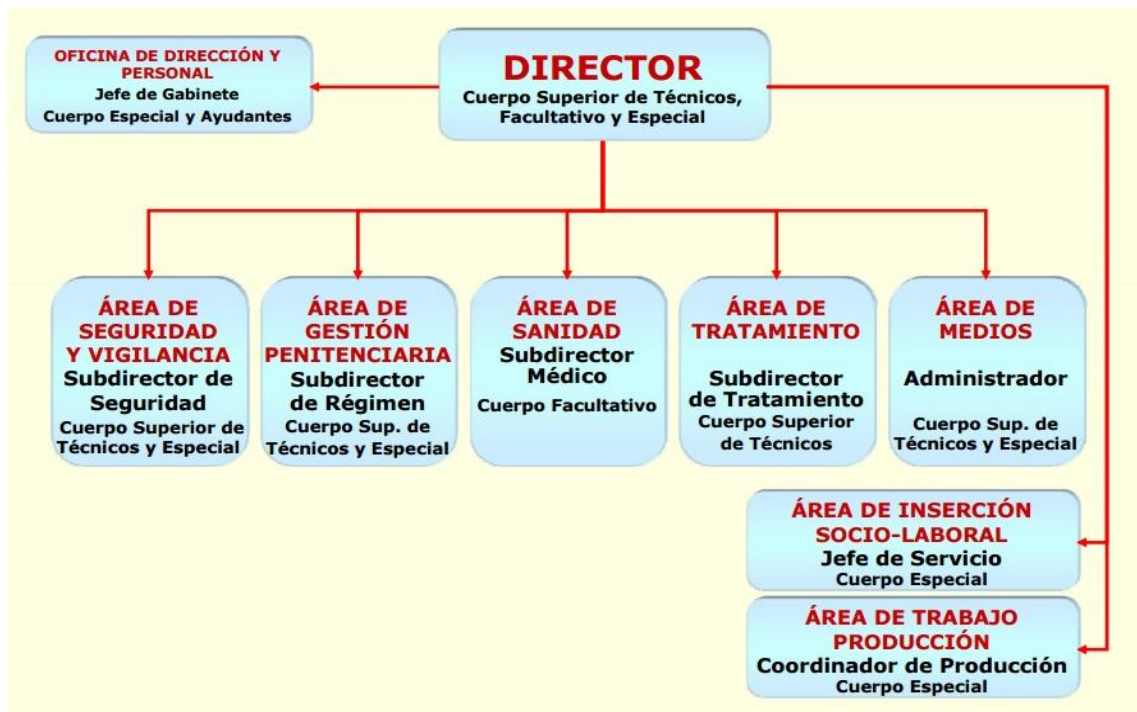 OFICINA DE DIRECCIÓN Y
PERSONAL
Jefe de Gabinete
Cuerpo Especial y Ayudantes
DIRECTOR
Cuerpo Superior de Técnicos,
Facultativo y Especial
ÁREA DE
SEGURIDAD
Y VIGILANCIA
Subdirector de
Seguridad
Cuerpo Superior de
Técnicos y Especial
ÁREA DE
GESTIÓN
PENITENCIARIA
Subdirector
de Régimen
Cuerpo Sup. de
Técnicos y Especial
ÁREA DE
SANIDAD
Subdirector
Médico
Cuerpo Facultativo
ÁREA DE
TRATAMIENTO
Subdirector
de Tratamiento
Cuerpo Superior
de Técnicos
ÁREA DE
MEDIOS
Administrador
Cuerpo Sup. de
Técnicos y Especial
ÁREA DE INSERCIÓN
SOCIO-LABORAL
Jefe de Servicio
Cuerpo Especial
ÁREA DE TRABAJO
PRODUCCIÓN
Coordinador de Producción
Cuerpo Especial